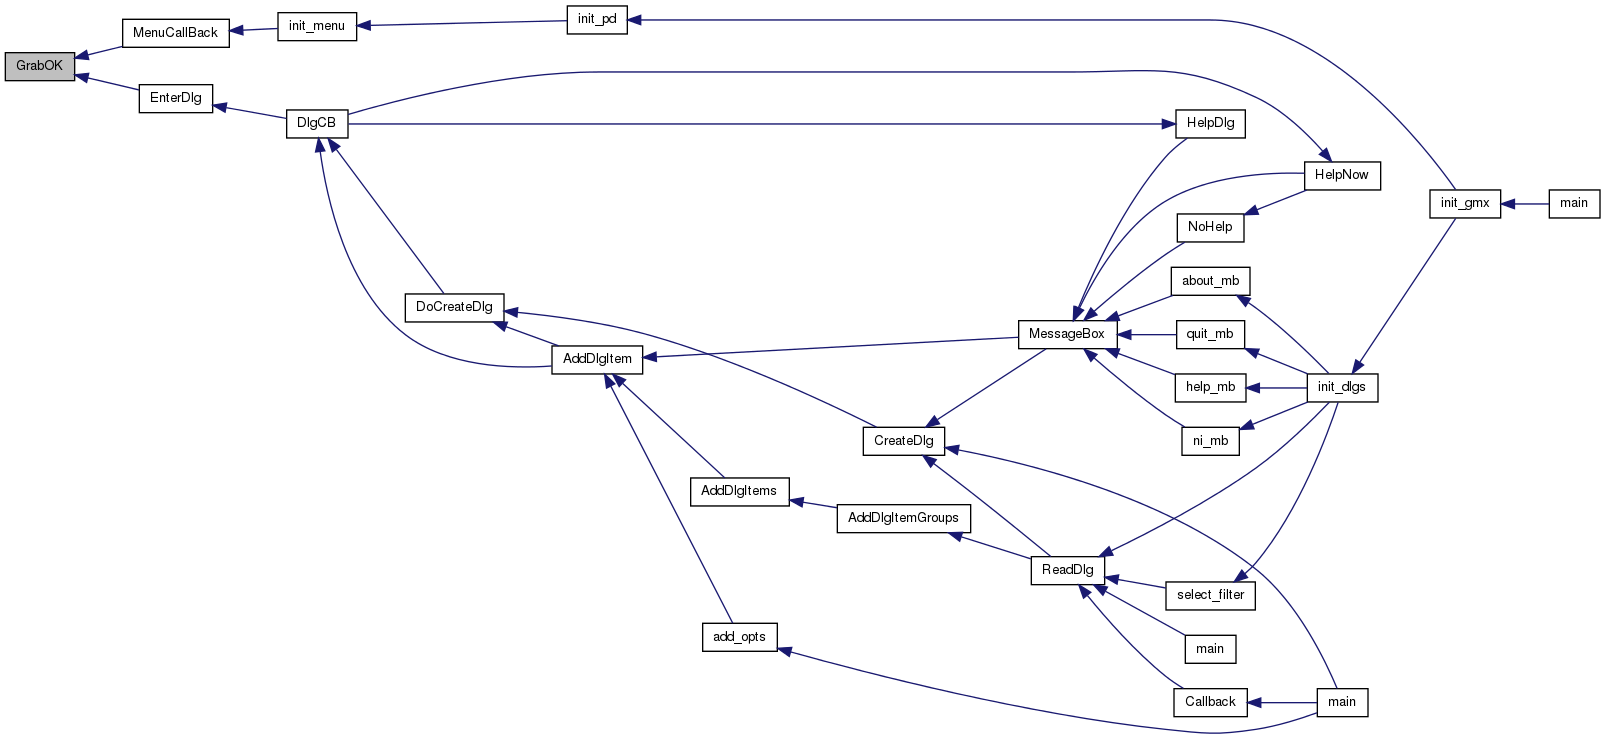 GrabOK
MenuCallBack
init_menu
init_pd
EnterDlg
DlgCB
HelpDlg
HelpNow
NoHelp
init_gmx
main
about_mb
DoCreateDlg
MessageBox
quit_mb
AddDlgItem
help_mb
init_dlgs
CreateDlg
ni_mb
AddDlgItems
AddDlgItemGroups
ReadDlg
select_filter
add_opts
main
Callback
main